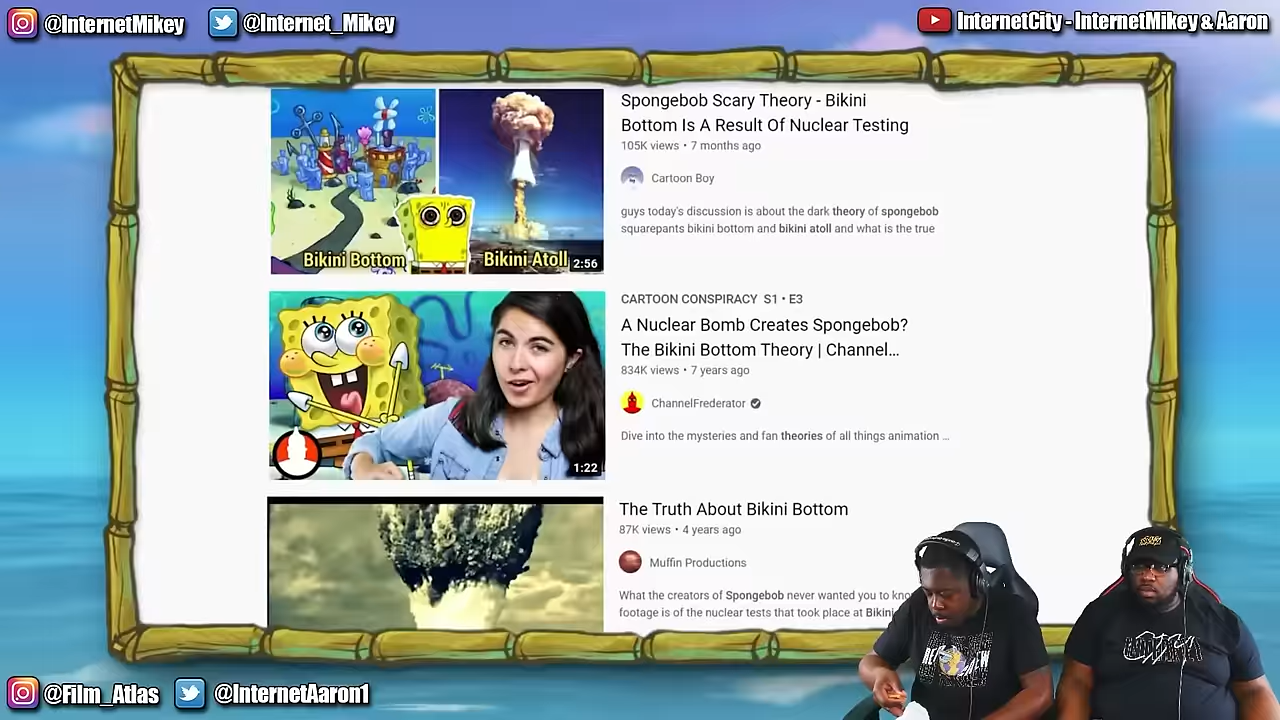 @InternetMikey
@Internet_Mikey
InternetCity - InternetMikey & Aaron
Spongebob Scary Theory - Bikini
Bottom Is A Result Of Nuclear Testing
105K views • 7 months ago
Cartoon Boy
guys today's discussion is about the dark theory of spongebob
squarepants bikini bottom and bikini atoll and what is the true
Bikini Bottom
Bikini Atoll
2:56
CARTOON CONSPIRACY S1 • E3
A Nuclear Bomb Creates Spongebob?
The Bikini Bottom Theory | Channel...
834K views • 7 years ago
ChannelFrederator
Dive into the mysteries and fan theories of all things animation ...
1:22
The Truth About Bikini Bottom
87K views • 4 years ago
Muffin Productions
What the creators of Spongebob never wanted you to kno
footage is of the nuclear tests that took place at Bikini
@Film_Atlas
@InternetAaron1